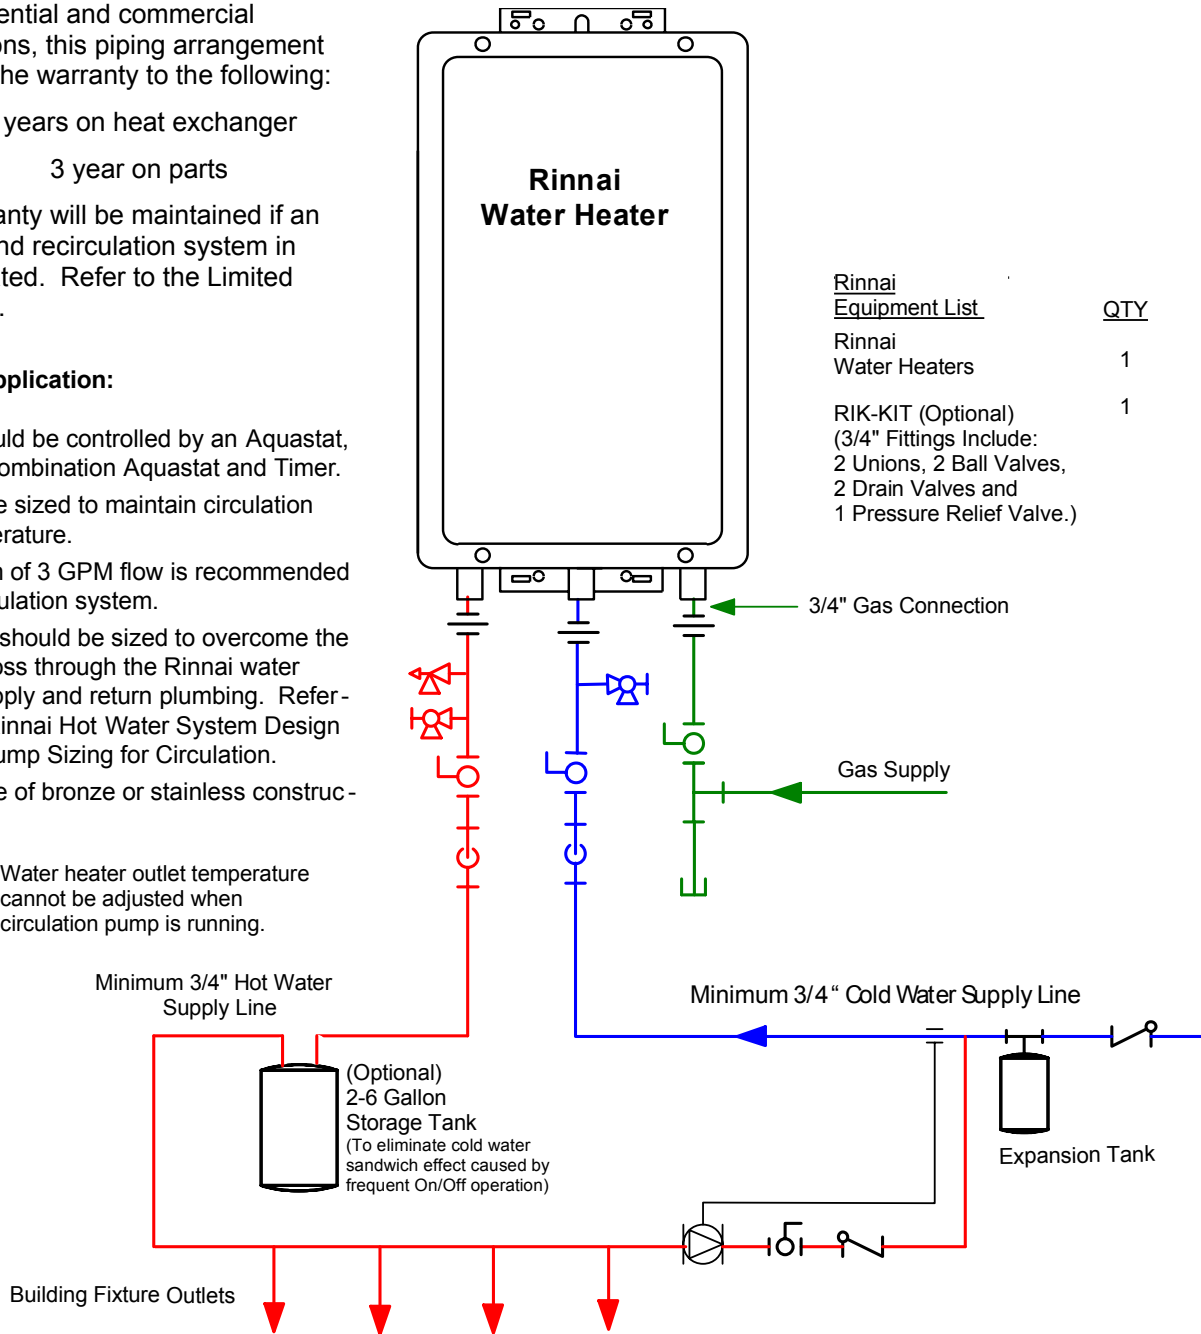 ential and commercial
ons, this piping arrangement
he warranty to the following:
years on heat exchanger
3 year on parts
anty will be maintained if an
nd recirculation system in
ted. Refer to the Limited
.
pplication:
uld be controlled by an Aquastat,
ombination Aquastat and Timer.
e sized to maintain circulation
erature.
n of 3 GPM flow is recommended
ulation system.
should be sized to overcome the
oss through the Rinnai water
pply and return plumbing. Refer-
innai Hot Water System Design
ump Sizing for Circulation.
e of bronze or stainless construc-
Water heater outlet temperature
cannot be adjusted when
circulation pump is running.
Rinnai
Water Heater
Rinnai
Equipment List QTY
Rinnai
Water Heaters 1
RIK-KIT (Optional) 1
(3/4" Fittings Include:
2 Unions, 2 Ball Valves,
2 Drain Valves and
1 Pressure Relief Valve.)
3/4" Gas Connection
Gas Supply
Minimum 3/4" Hot Water
Supply Line
Minimum 3/4“ Cold Water Supply Line
(Optional)
2-6 Gallon
Storage Tank
(To eliminate cold water
sandwich effect caused by
frequent On/Off operation)
Expansion Tank
Building Fixture Outlets